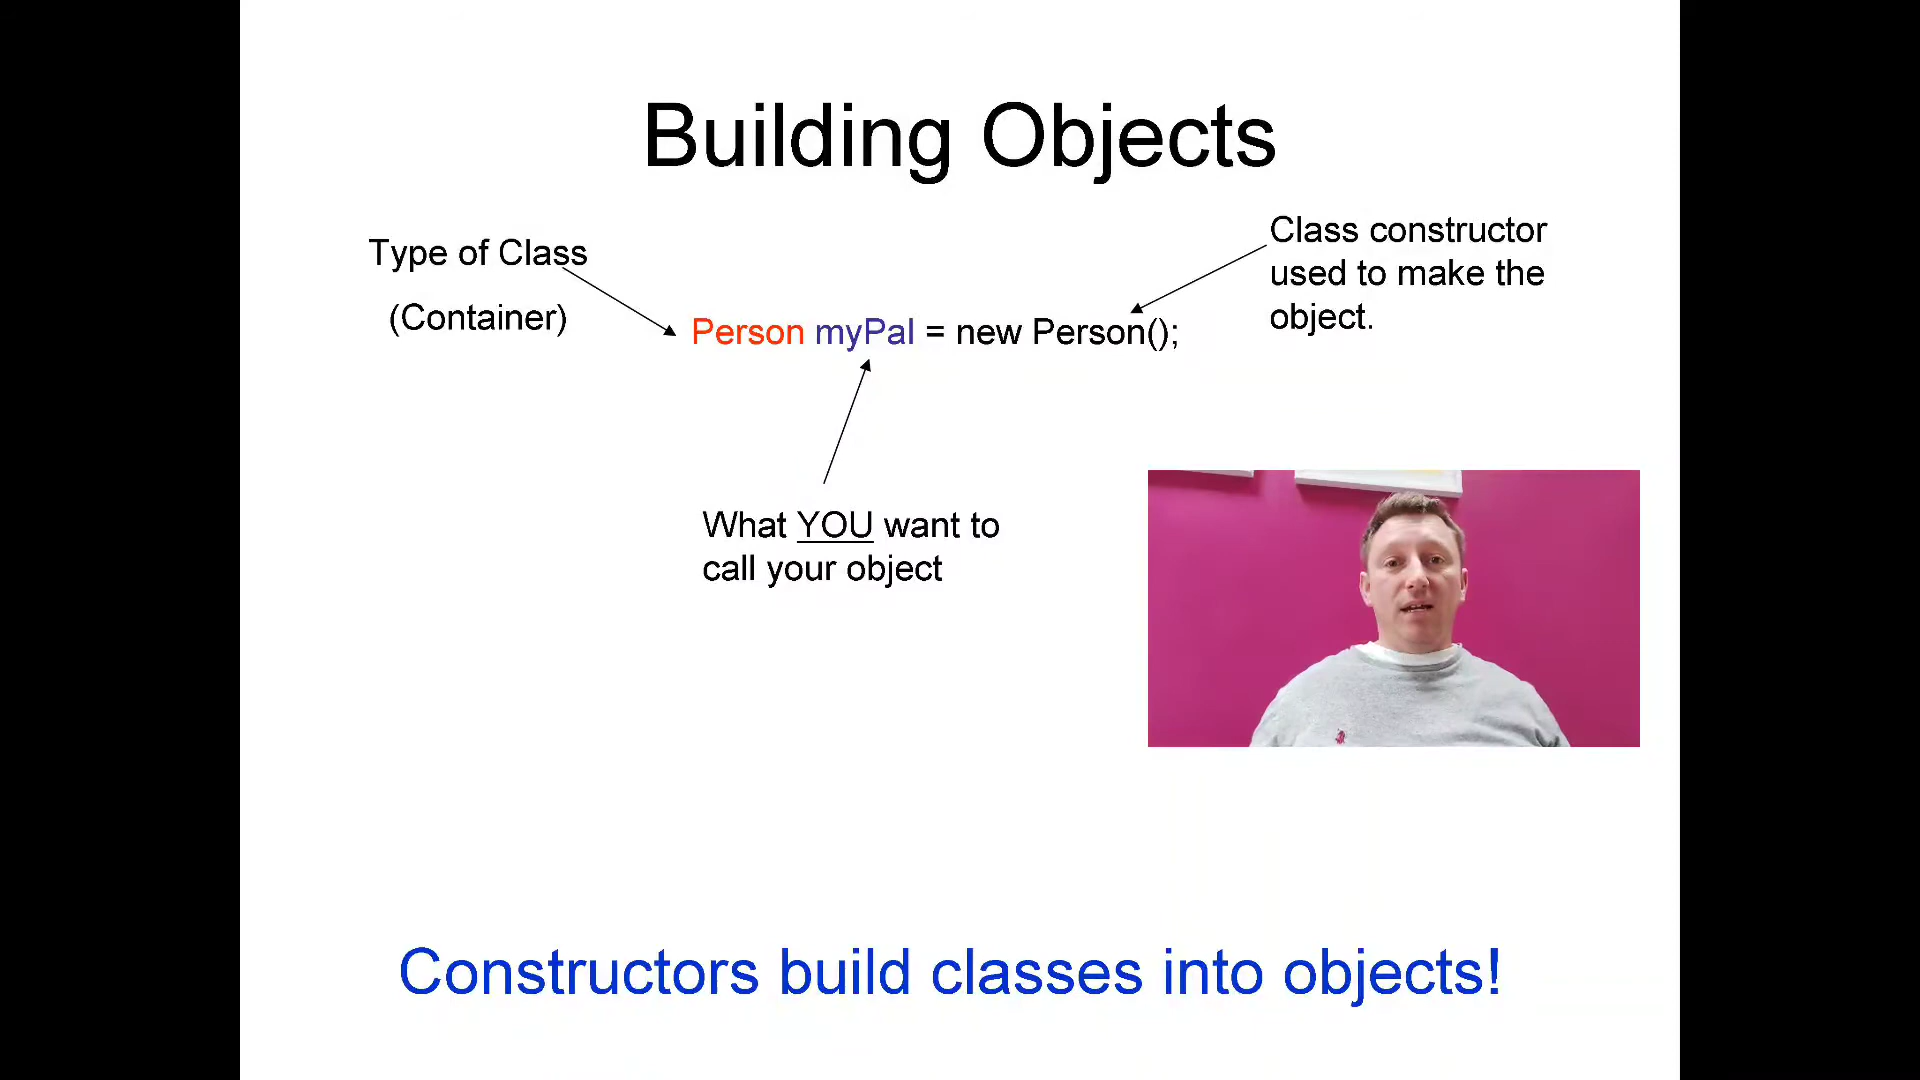 Building Objects
Type of Class
(Container)
Class constructor
used to make the
object.
Person myPal = new Person();
What YOU want to
call your object
Constructors build classes into objects!